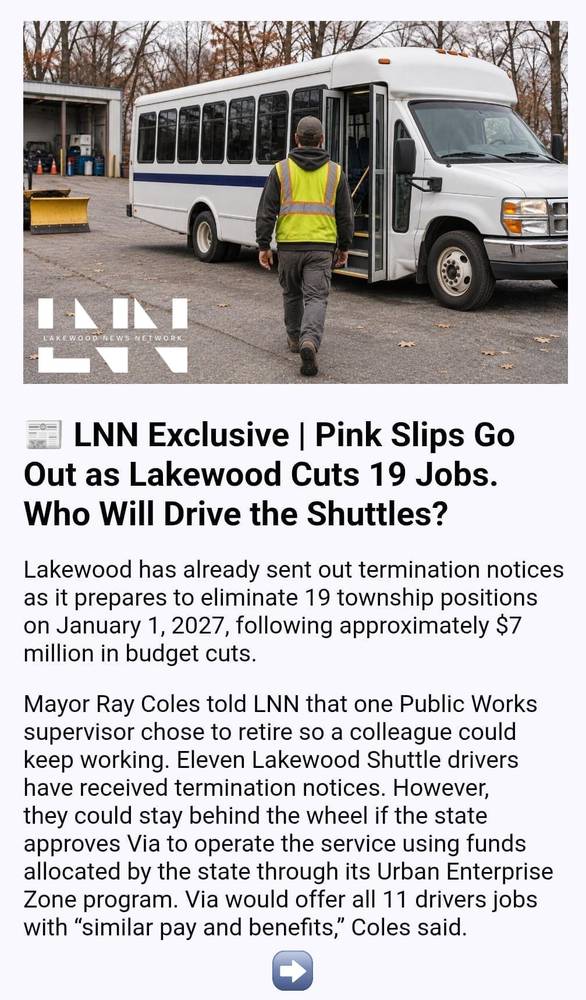 LNN
LAKEWOOD NEWS NETWORK
📰 LNN Exclusive | Pink Slips Go
Out as Lakewood Cuts 19 Jobs.
Who Will Drive the Shuttles?
Lakewood has already sent out termination notices
as it prepares to eliminate 19 township positions
on January 1, 2027, following approximately $7
million in budget cuts.
Mayor Ray Coles told LNN that one Public Works
supervisor chose to retire so a colleague could
keep working. Eleven Lakewood Shuttle drivers
have received termination notices. However,
they could stay behind the wheel if the state
approves Via to operate the service using funds
allocated by the state through its Urban Enterprise
Zone program. Via would offer all 11 drivers jobs
with “similar pay and benefits,” Coles said.
➡️